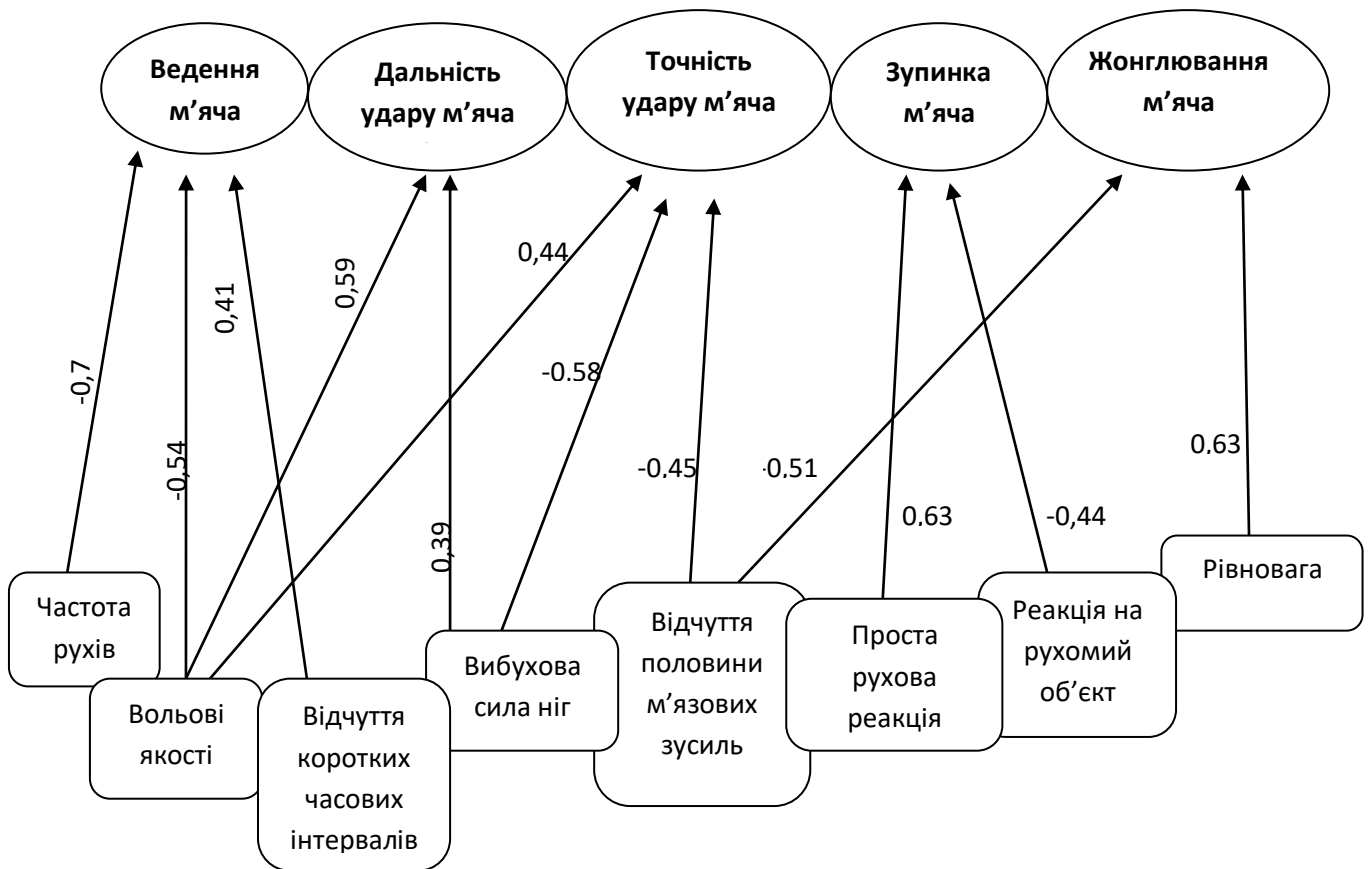 Ведення
м’яча
Дальність
удару м’яча
Точність
удару м’яча
Зупинка
м’яча
Жонглювання
м’яча
-0,7
-0,54
0,41
0,59
0,39
0,44
-0.58
-0,45
-0,51
0,63
-0,44
0,63
Частота
рухів
Вольові
якості
Відчуття
коротких
часових
інтервалів
Вибухова
сила ніг
Відчуття
половини
м’язових
зусиль
Проста
рухова
реакція
Реакція на
рухомий
об’єкт
Рівновага